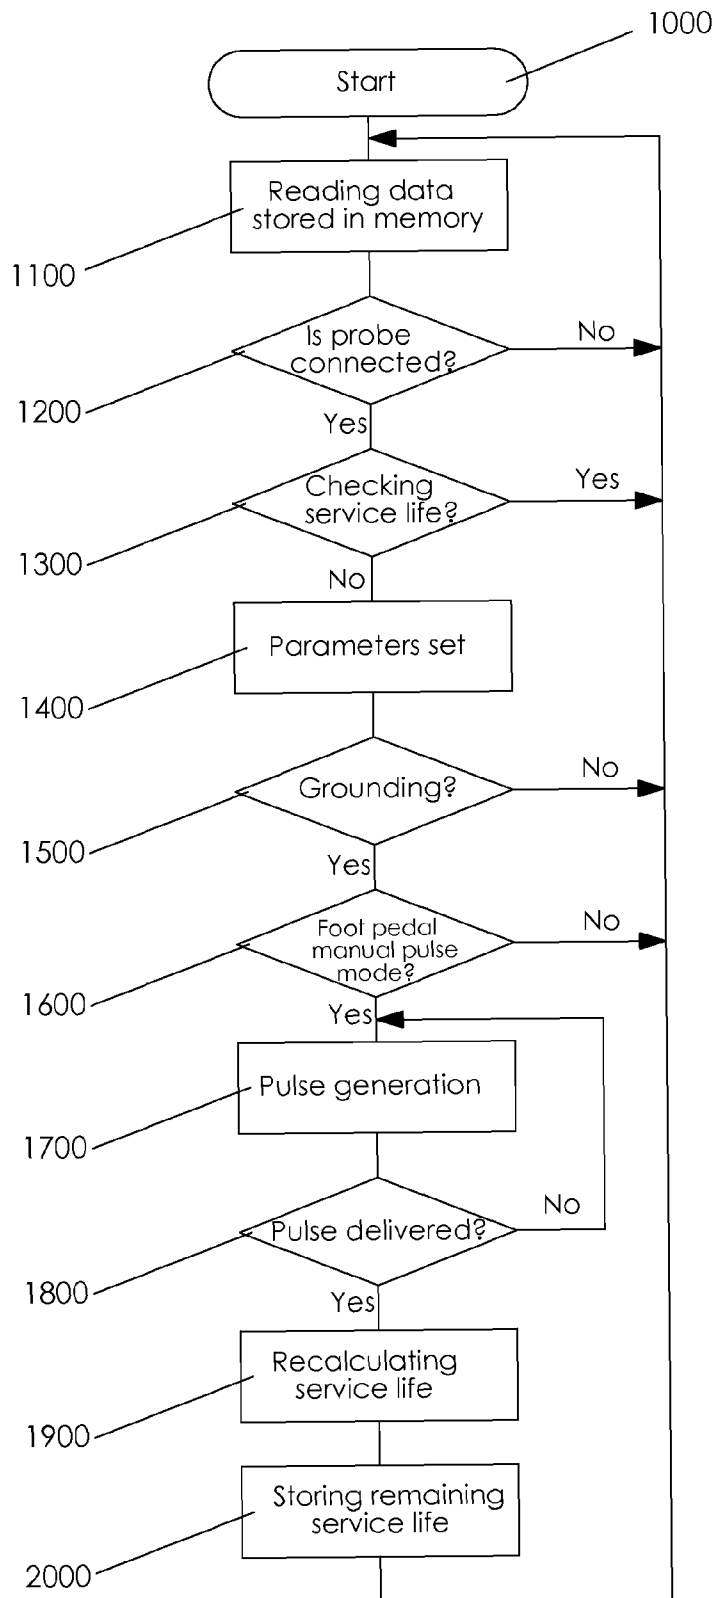 1000
Start
Reading data
stored in memory
1100
Is probe
connected?
No
1200
Yes
Checking
service life?
Yes
1300
No
Parameters set
1400
Grounding?
No
1500
Yes
Foot pedal
manual pulse
mode?
No
1600
Yes
Pulse generation
1700
Pulse delivered?
No
1800
Yes
Recalculating
service life
1900
Storing remaining
service life
2000